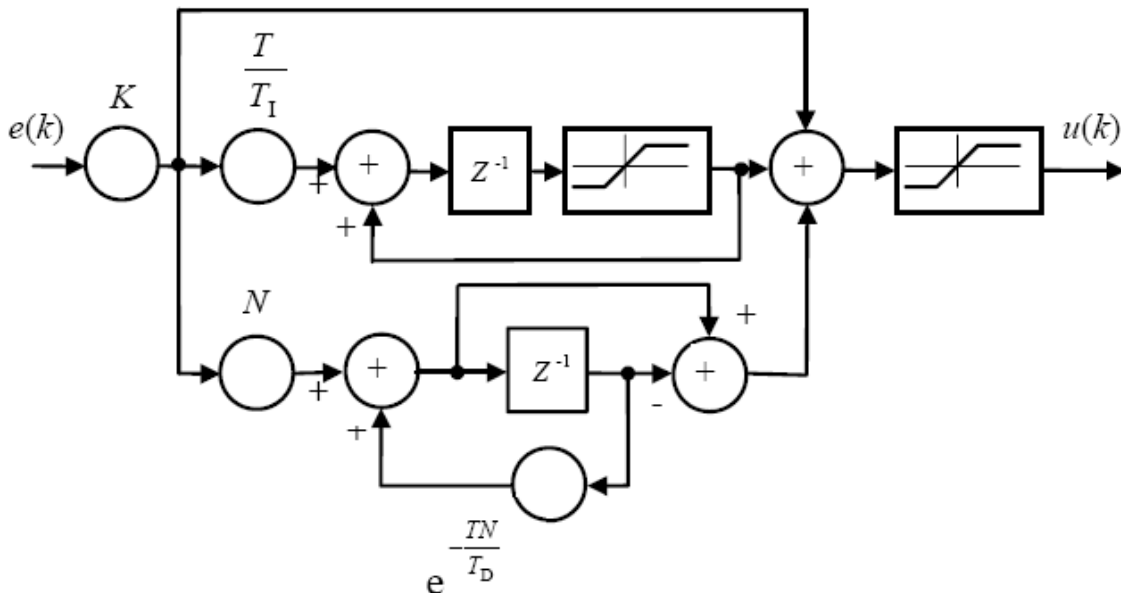 K
T
T_I
e(k)
+
+
Z^-1
+
u(k)
+
N
+
+
Z^-1
+
+
-
+
e^-TN/T_D